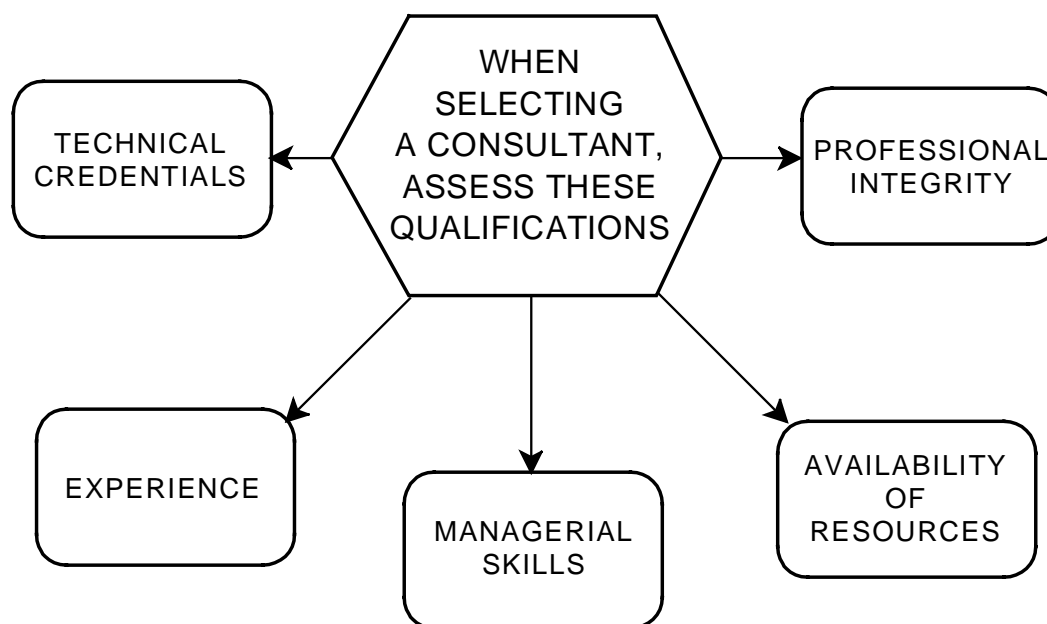 WHEN
SELECTING
A CONSULTANT,
ASSESS THESE
QUALIFICATIONS
TECHNICAL
CREDENTIALS
PROFESSIONAL
INTEGRITY
EXPERIENCE
MANAGERIAL
SKILLS
AVAILABILITY
OF
RESOURCES